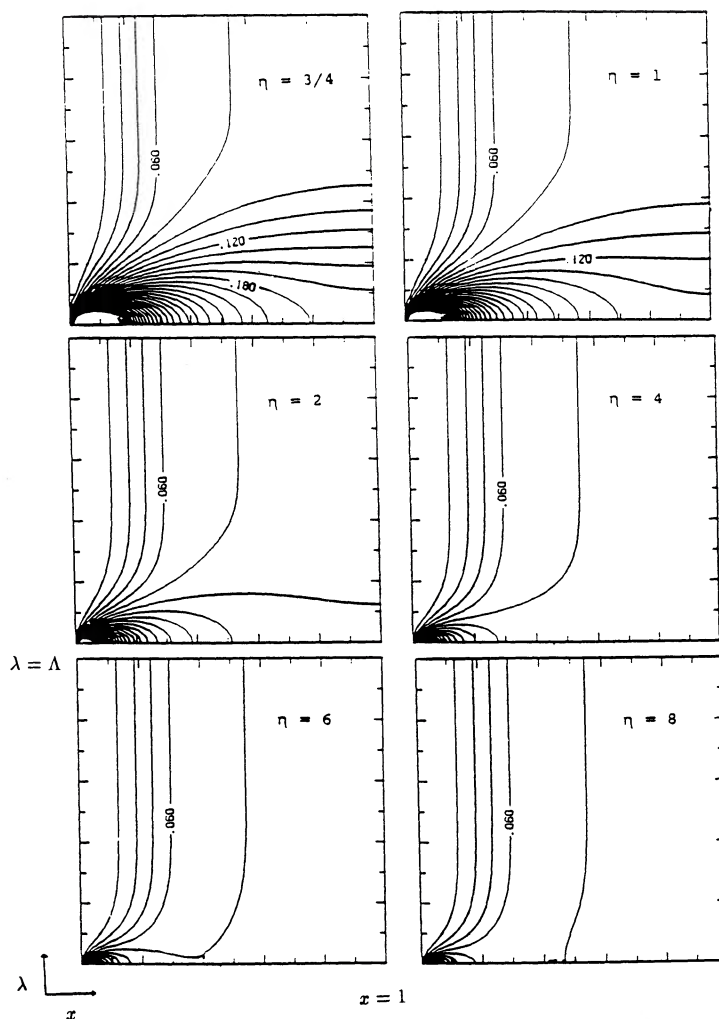 η = 3/4
η = 1
.060
.060
.120
.120
.180
η = 2
η = 4
.060
.060
λ = Λ
η = 6
η = 8
.060
.060
λ
x
x = 1